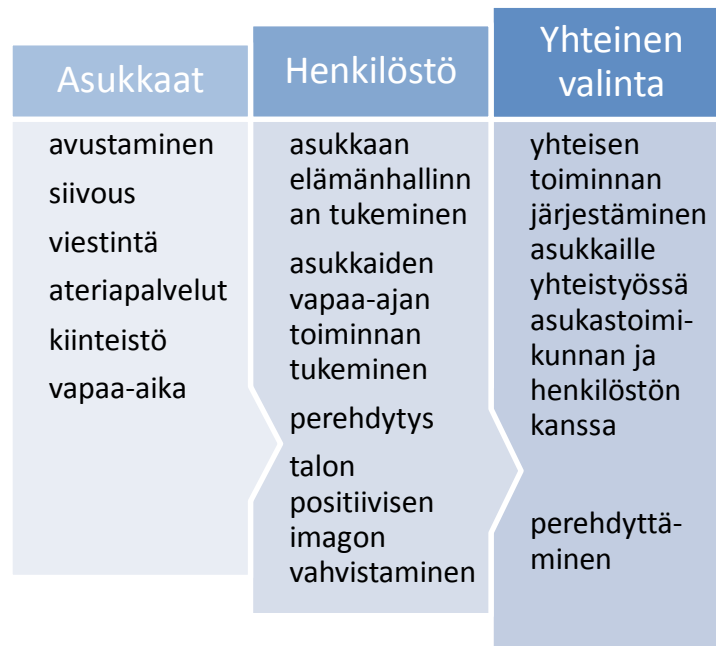 Asukkaat
avustaminen
siivous
viestintä
ateriapalvelut
kiinteistö
vapaa-aika
Henkilöstö
asukkaan
elämänhallinn
an tukeminen
asukkaiden
vapaa-ajan
toiminnan
tukeminen
perehdytys
talon
positiivisen
imagon
vahvistaminen
Yhteinen
valinta
yhteisen
toiminnan
järjestäminen
asukkaille
yhteistyössä
asukastoimi-
kunnan ja
henkilöstön
kanssa
perehdyttä-
minen